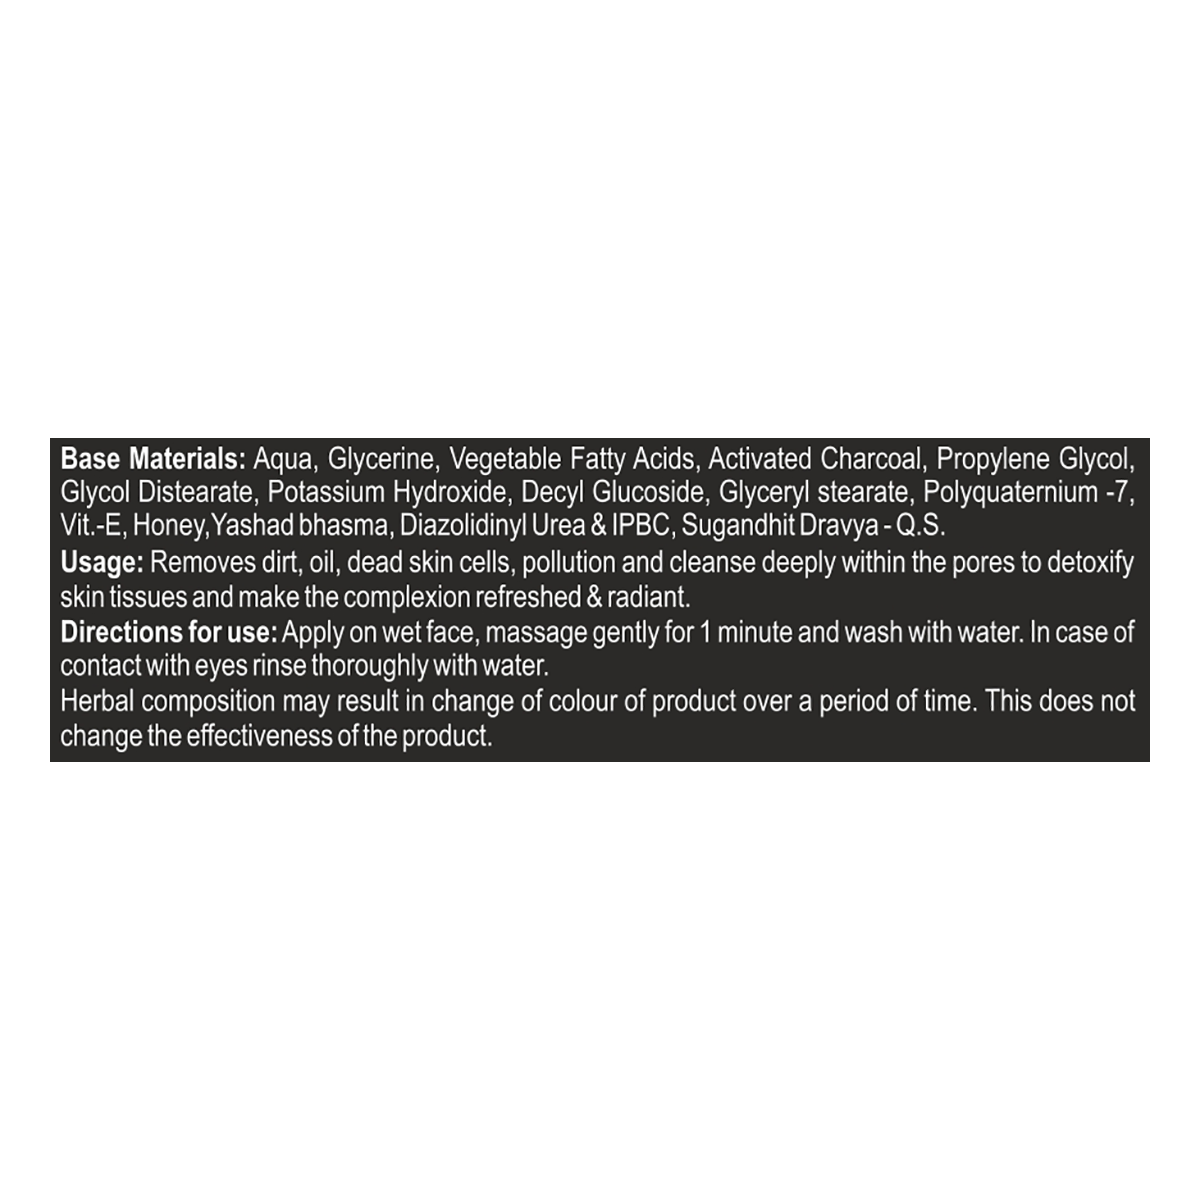 Base Materials: Aqua, Glycerine, Vegetable Fatty Acids, Activated Charcoal, Propylene Glycol,
Glycol Distearate, Potassium Hydroxide, Decyl Glucoside, Glyceryl stearate, Polyquaternium -7,
Vit.-E, Honey, Yashad bhasma, Diazolidinyl Urea & IPBC, Sugandhit Dravya - Q.S.
Usage: Removes dirt, oil, dead skin cells, pollution and cleanse deeply within the pores to detoxify
skin tissues and make the complexion refreshed & radiant.
Directions for use: Apply on wet face, massage gently for 1 minute and wash with water. In case of
contact with eyes rinse thoroughly with water.
Herbal composition may result in change of colour of product over a period of time. This does not
change the effectiveness of the product.